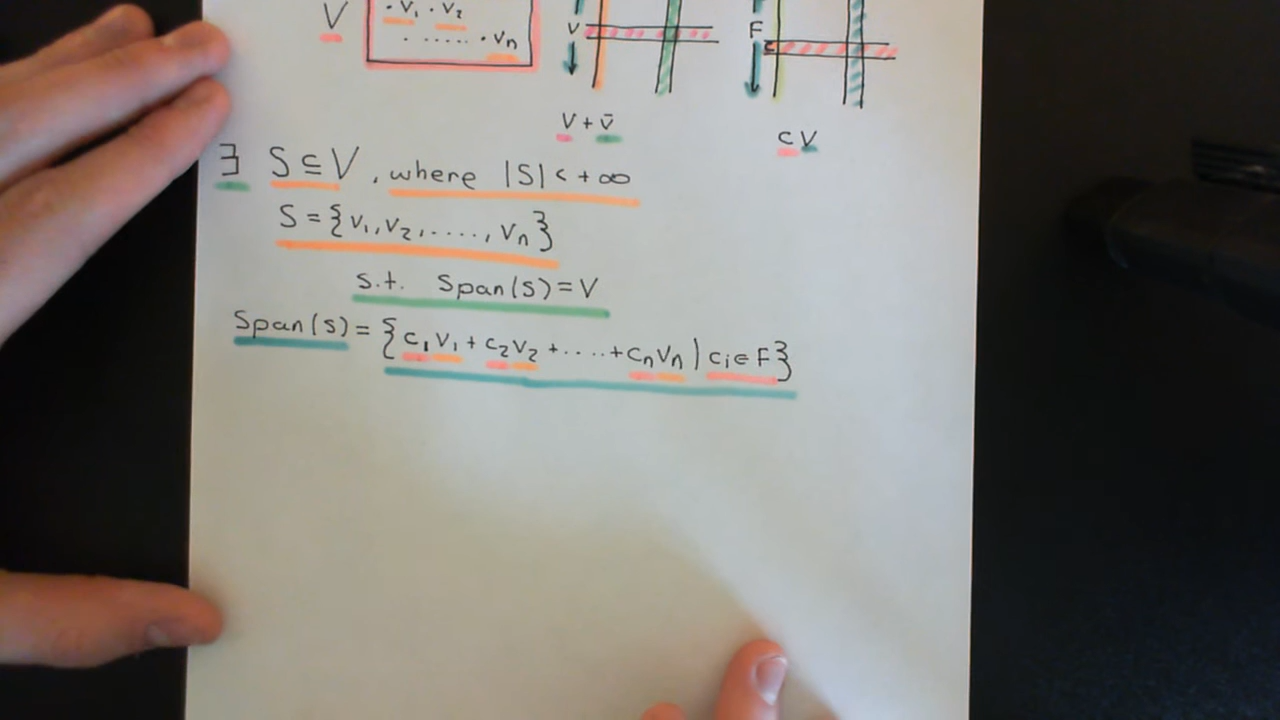 V
· v₁ · v₂
· ..... · vₙ
v
F
c
v + v̄
cv
∃ S ⊆ V , where |S| < +∞
S = {v₁, v₂, ....., vₙ}
s.t. Span(s) = V
Span(s) = {c₁v₁ + c₂v₂ + .... + cₙvₙ | cᵢ ∈ F}